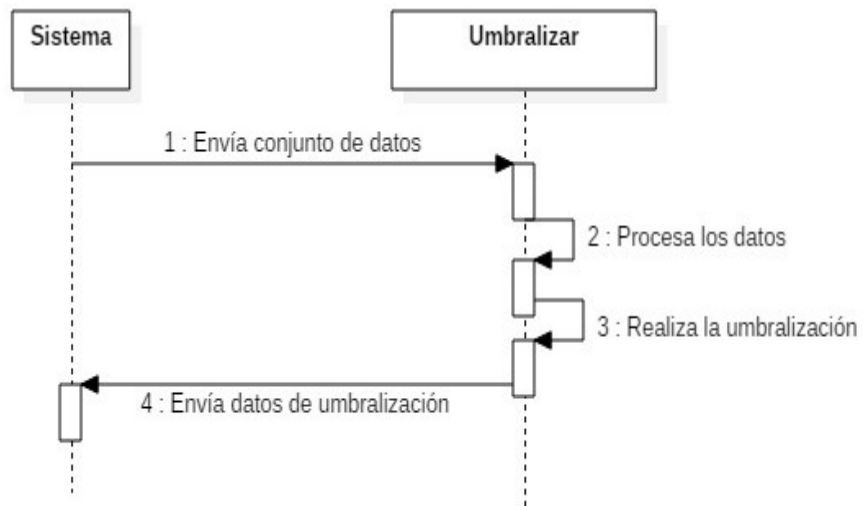 Sistema
Umbralizar
1 : Envía conjunto de datos
2 : Procesa los datos
3 : Realiza la umbralización
4 : Envía datos de umbralización